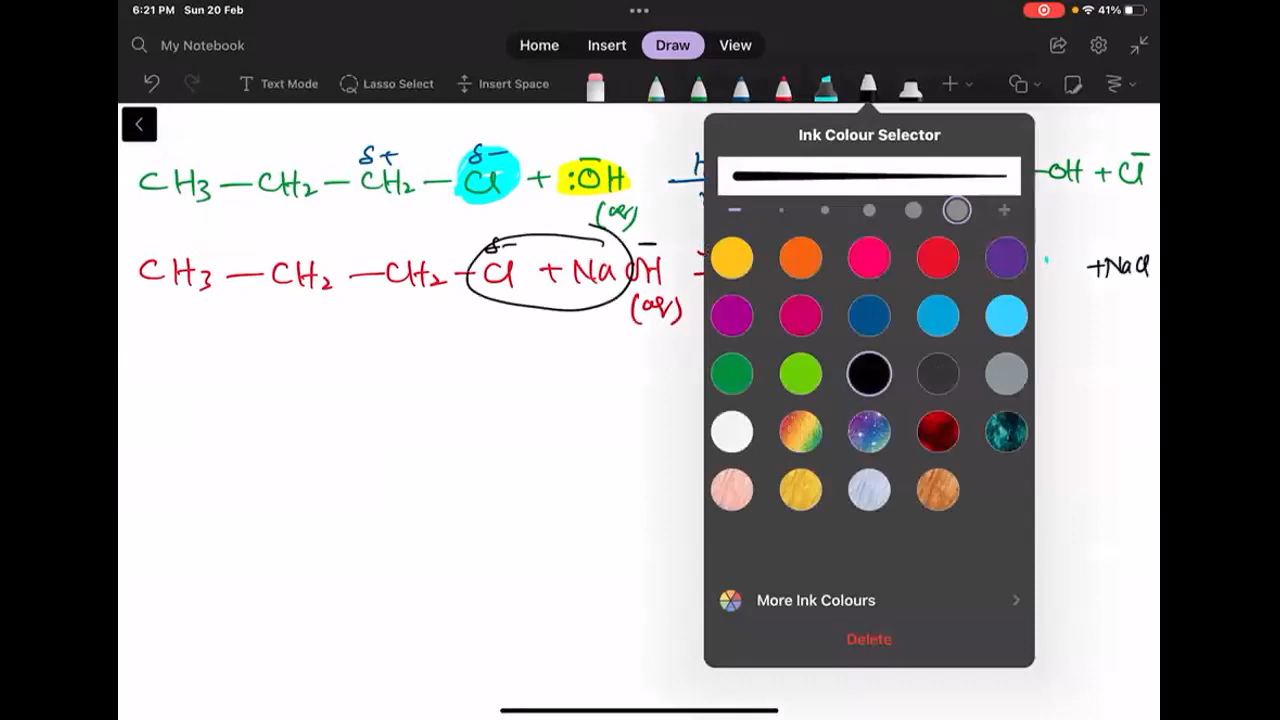 6:21 PM Sun 20 Feb
41%
My Notebook
Home Insert Draw View
Text Mode Lasso Select Insert Space
Ink Colour Selector
δ+ δ−
CH3 — CH2 — CH2 — Cl + :ŌH — OH + Cl̄
(aq)
δ−
CH3 — CH2 — CH2 — Cl + Na OH̄ + NaCl
(aq)
More Ink Colours
Delete